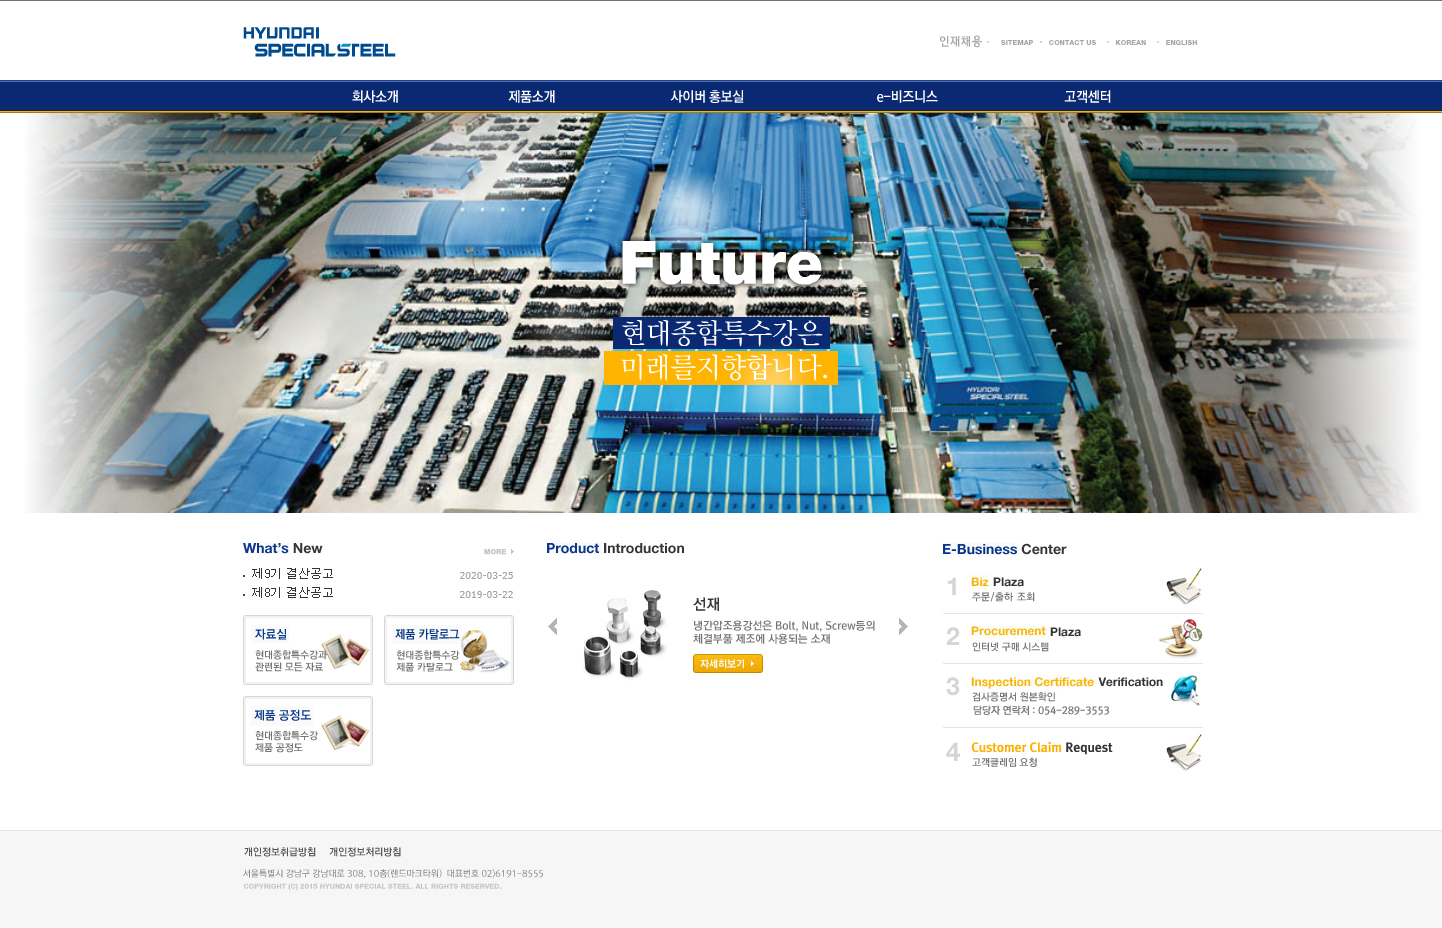 HYUNDAI
SPECIAL STEEL
인재채용 · SITEMAP · CONTACT US · KOREAN · ENGLISH
회사소개 제품소개 사이버 홍보실 e-비즈니스 고객센터
Future
현대종합특수강은
미래를지향합니다.
HYUNDAI
SPECIAL STEEL
What's New
MORE
제9기 결산공고 2020-03-25
제8기 결산공고 2019-03-22
자료실
현대종합특수강과
관련된 모든 자료
제품 카탈로그
현대종합특수강
제품 카탈로그
제품 공정도
현대종합특수강
제품 공정도
Product Introduction
선재
냉간압조용강선은 Bolt, Nut, Screw등의
체결부품 제조에 사용되는 소재
자세히보기
E-Business Center
1 Biz Plaza
주문/출하 조회
2 Procurement Plaza
인터넷 구매 시스템
3 Inspection Certificate Verification
검사증명서 원본확인
담당자 연락처 : 054-289-3553
4 Customer Claim Request
고객클레임 요청
개인정보취급방침 개인정보처리방침
서울특별시 강남구 강남대로 308, 10층(랜드마크타워) 대표번호 02)6191-8555
COPYRIGHT (C) 2015 HYUNDAI SPECIAL STEEL. ALL RIGHTS RESERVED.